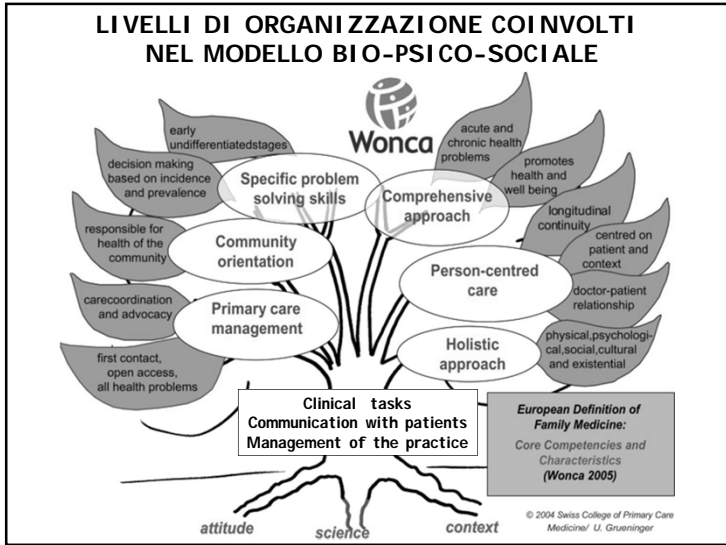 LIVELLI DI ORGANIZZAZIONE COINVOLTI
NEL MODELLO BIO-PSICO-SOCIALE
Wonca
early
undifferentiatedstages
decision making
based on incidence
and prevalence
responsible for
health of the
community
carecoordination
and advocacy
first contact,
open access,
all health problems
Specific problem
solving skills
Community
orientation
Primary care
management
Comprehensive
approach
Person-centred
care
Holistic
approach
acute and
chronic health
problems
promotes
health and
well being
longitudinal
continuity
centred on
patient and
context
doctor-patient
relationship
physical,psychologi-
cal,social,cultural
and existential
Clinical tasks
Communication with patients
Management of the practice
European Definition of
Family Medicine:
Core Competencies and
Characteristics
(Wonca 2005)
attitude
science
context
© 2004 Swiss College of Primary Care
Medicine/ U. Grueninger